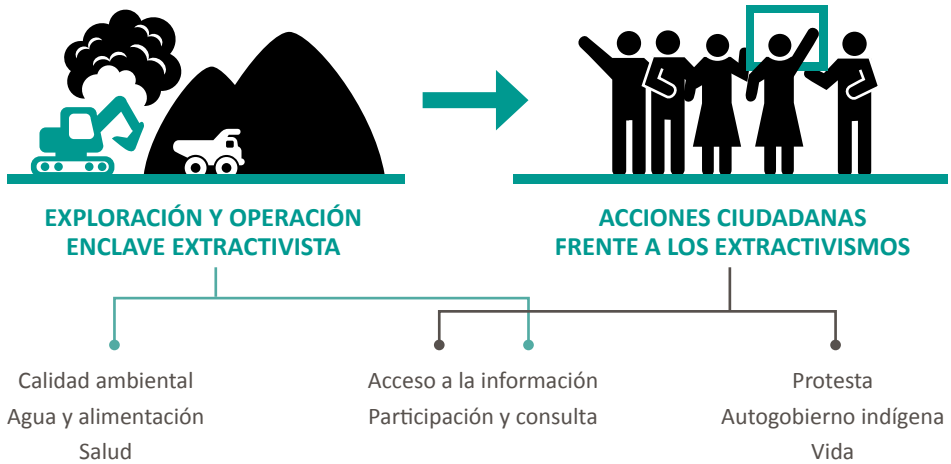 EXPLORACIÓN Y OPERACIÓN
ENCLAVE EXTRACTIVISTA
ACCIONES CIUDADANAS
FRENTE A LOS EXTRACTIVISMOS
Calidad ambiental
Agua y alimentación
Salud
Acceso a la información
Participación y consulta
Protesta
Autogobierno indígena
Vida